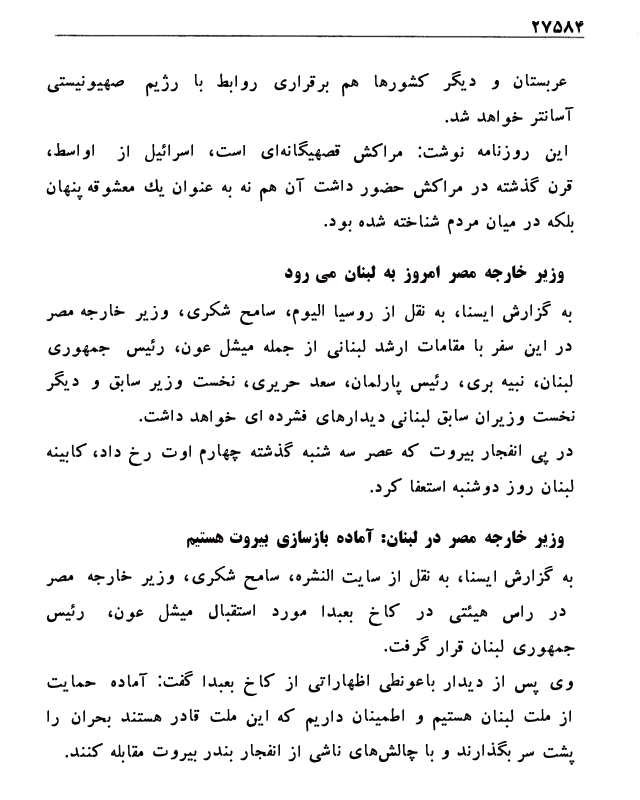 ۲۷۵۸۴
عربستان و دیگر کشورها هم برقراری روابط با رژیم صهیونیستی
آسانتر خواهد شد.
این روزنامه نوشت: مراکش قصهیگانه‌ای است، اسرائیل از اواسط،
قرن گذشته در مراکش حضور داشت آن هم نه به عنوان یك معشوقه پنهان
بلکه در میان مردم شناخته شده بود.
وزیر خارجه مصر امروز به لبنان می رود
به گزارش ایسنا، به نقل از روسیا الیوم، سامح شکری، وزیر خارجه مصر
در این سفر با مقامات ارشد لبنانی از جمله میشل عون، رئیس جمهوری
لبنان، نبیه بری، رئیس پارلمان، سعد حریری، نخست وزیر سابق و دیگر
نخست وزیران سابق لبنانی دیدارهای فشرده ای خواهد داشت.
در پی انفجار بیروت که عصر سه شنبه گذشته چهارم اوت رخ داد، کابینه
لبنان روز دوشنبه استعفا کرد.
وزیر خارجه مصر در لبنان: آماده بازسازی بیروت هستیم
به گزارش ایسنا، به نقل از سایت النشره، سامح شکری، وزیر خارجه مصر
در راس هیئتی در کاخ بعبدا مورد استقبال میشل عون، رئیس
جمهوری لبنان قرار گرفت.
وی پس از دیدار باعونطی اظهاراتی از کاخ بعبدا گفت: آماده حمایت
از ملت لبنان هستیم و اطمینان داریم که این ملت قادر هستند بحران را
پشت سر بگذارند و با چالش‌های ناشی از انفجار بندر بیروت مقابله کنند.